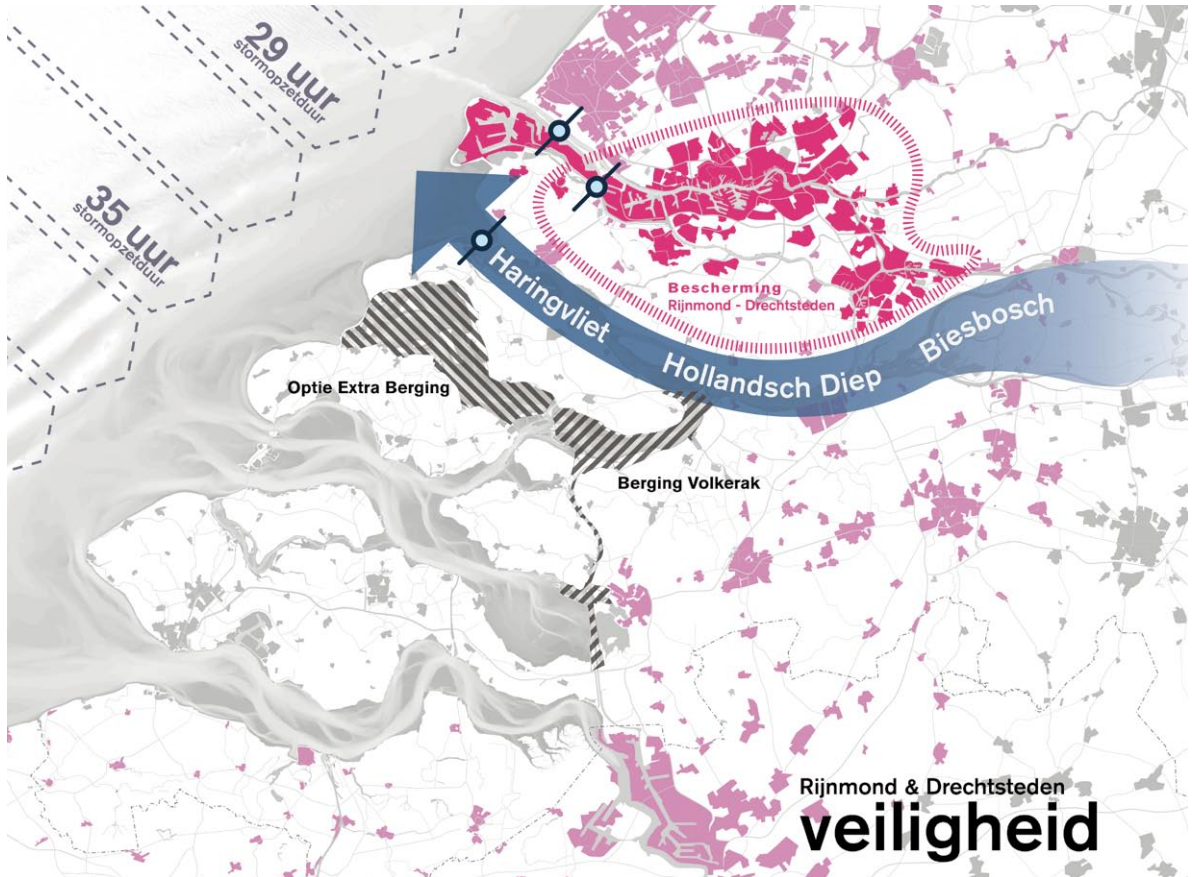 29 uur
stormopzetduur
35 uur
stormopzetduur
Haringvliet
Hollandsch Diep
Biesbosch
Bescherming
Rijnmond - Drechtsteden
Optie Extra Berging
Berging Volkerak
Rijnmond & Drechtsteden
veiligheid